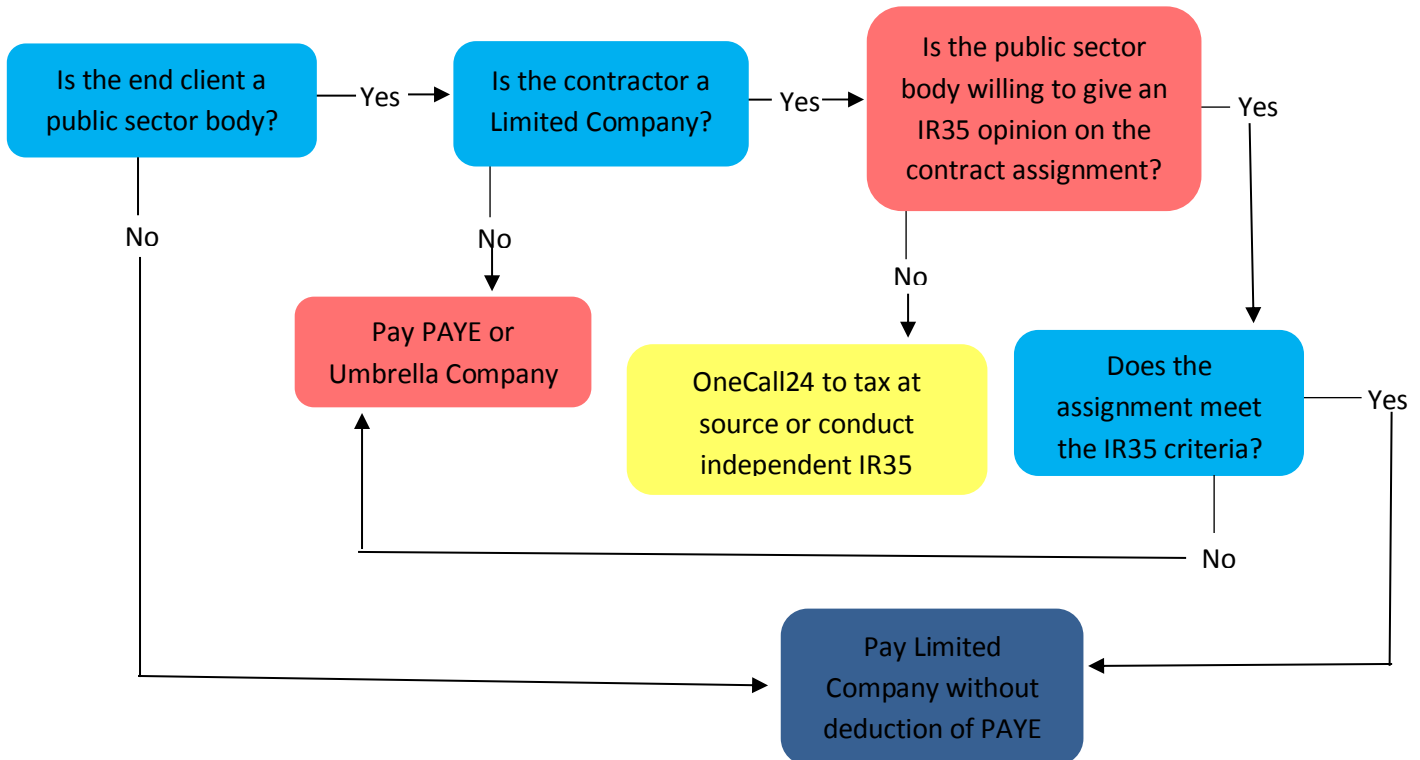 Is the end client a
public sector body?
Yes
Is the contractor a
Limited Company?
Yes
Is the public sector
body willing to give an
IR35 opinion on the
contract assignment?
Yes
No
No
No
Pay PAYE or
Umbrella Company
OneCall24 to tax at
source or conduct
independent IR35
Does the
assignment meet
the IR35 criteria?
Yes
No
Pay Limited
Company without
deduction of PAYE